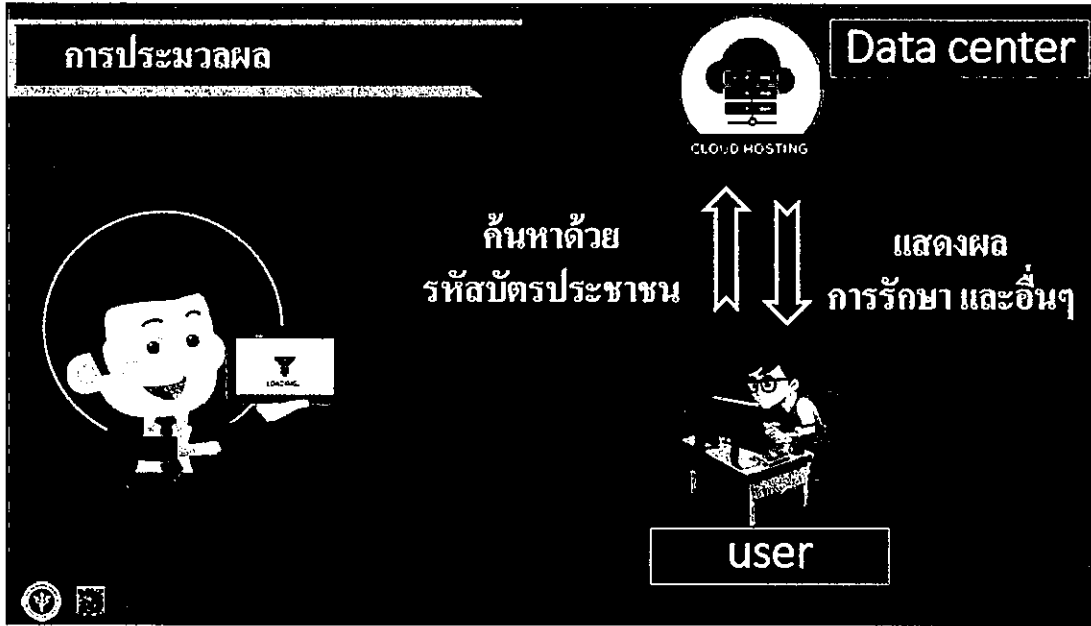 การประมวลผล
Data center
CLOUD HOSTING
ค้นหาด้วย
รหัสบัตรประชาชน
แสดงผล
การรักษา และอื่นๆ
LOADING...
user